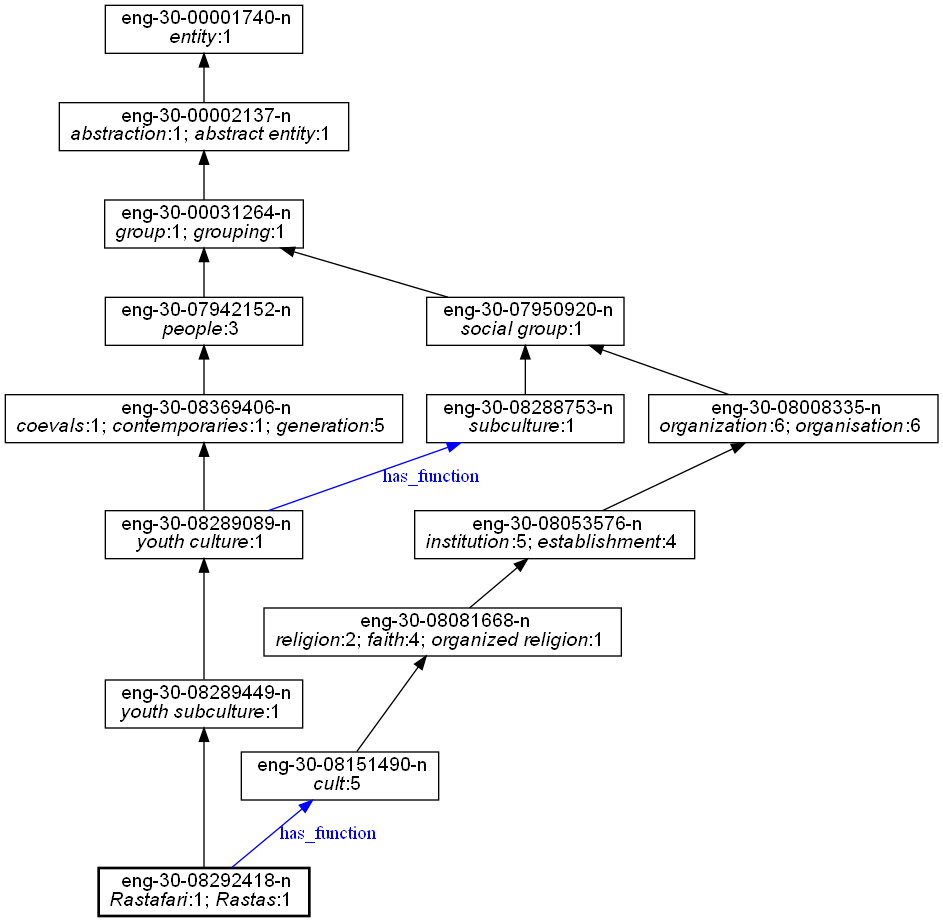 eng-30-00001740-n
entity:1
eng-30-00002137-n
abstraction:1; abstract entity:1
eng-30-00031264-n
group:1; grouping:1
eng-30-07942152-n
people:3
eng-30-07950920-n
social group:1
eng-30-08369406-n
coevals:1; contemporaries:1; generation:5
eng-30-08288753-n
subculture:1
eng-30-08008335-n
organization:6; organisation:6
has_function
eng-30-08289089-n
youth culture:1
eng-30-08053576-n
institution:5; establishment:4
eng-30-08081668-n
religion:2; faith:4; organized religion:1
eng-30-08289449-n
youth subculture:1
eng-30-08151490-n
cult:5
has_function
eng-30-08292418-n
Rastafari:1; Rastas:1